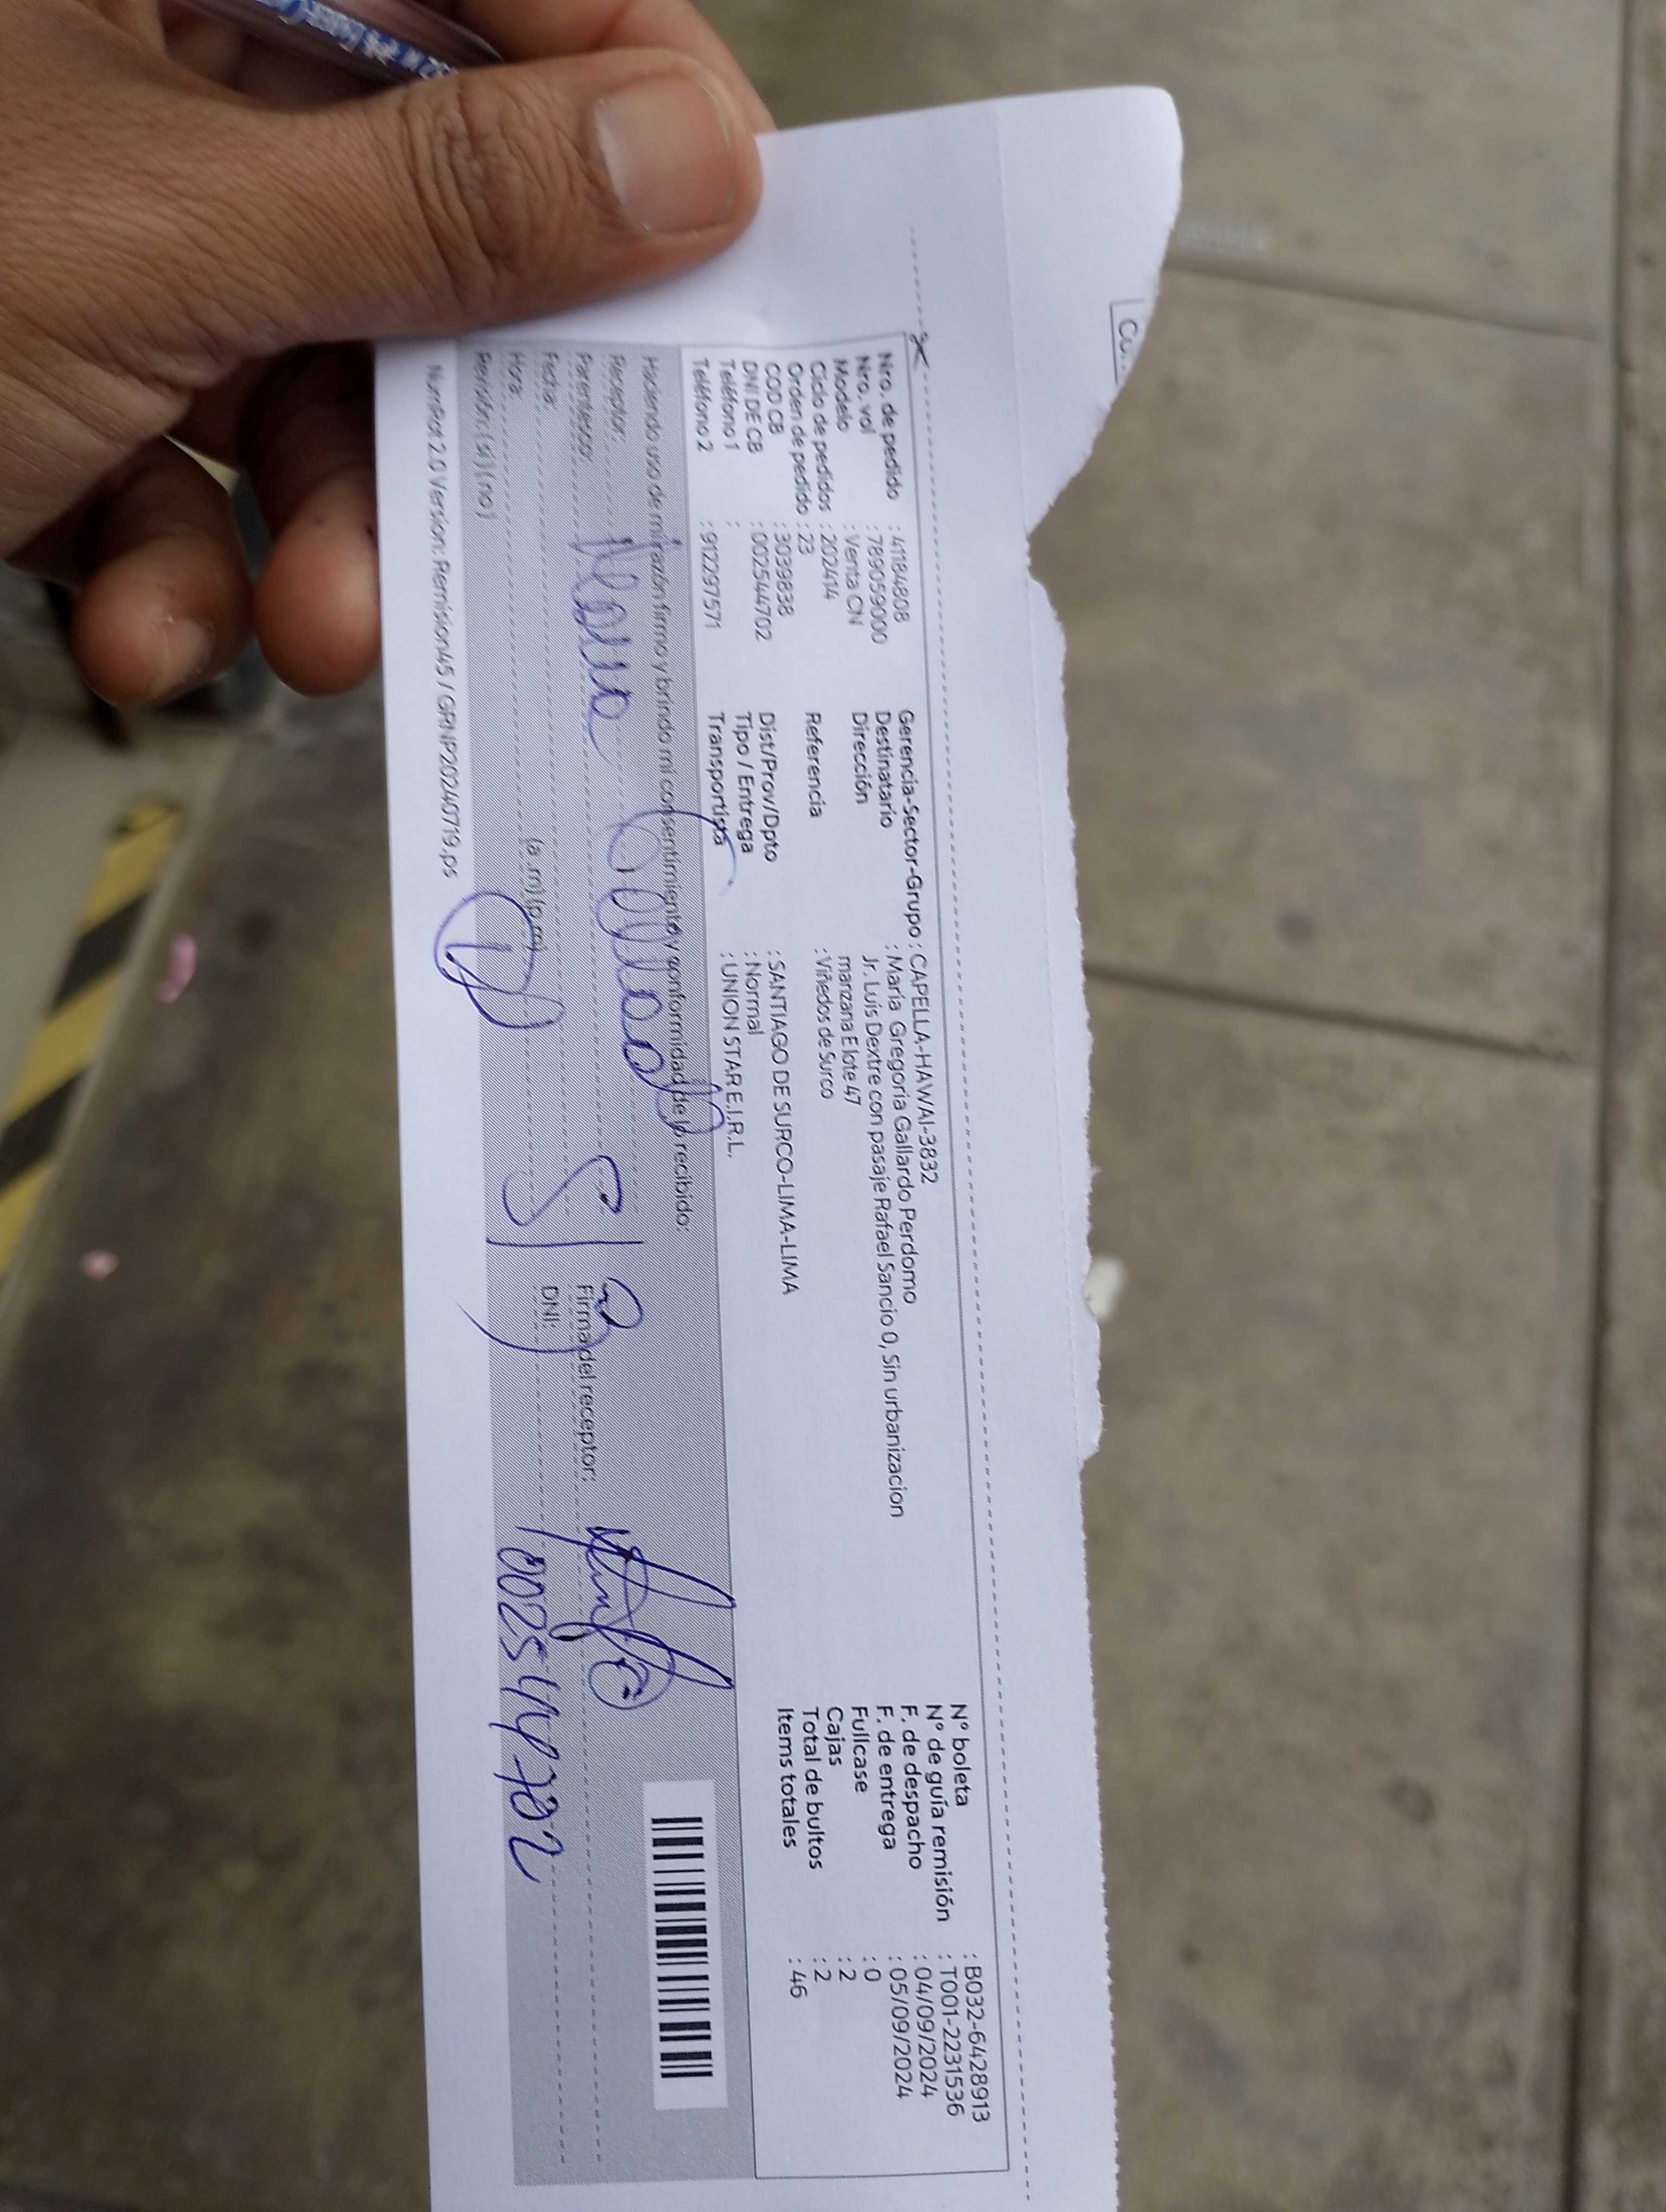 Nro. de pedido : 41184808
Nro. vol : 789059000
Modelo : Venta CN
Ciclo de pedidos : 202414
Orden de pedido : 23
COD CB : 3039838
DNI DE CB : 002544702
Teléfono 1 :
Teléfono 2 : 912297571
Gerencia-Sector-Grupo : CAPELLA-HAWAI-3832
Destinatario : María Gregoria Gallardo Perdomo
Dirección Jr. Luis Dextre con pasaje Rafael Sancio 0, Sin urbanizacion
manzana E lote 47
Referencia : Viñedos de Surco
Dist/Prov/Dpto : SANTIAGO DE SURCO-LIMA-LIMA
Tipo / Entrega : Normal
Transportista : UNION STAR E.I.R.L.
N° boleta : B032-6428913
N° de guía remisión : T001-2231536
F. de despacho : 04/09/2024
F. de entrega : 05/09/2024
Fullcase : 0
Cajas : 2
Total de bultos : 2
Items totales : 46
Haciendo uso de mi razón firmo y brindo mi consentimiento y conformidad de lo recibido:
Receptor:
Parentesco:
Fecha:
Hora: (a.m)(p.m)
Revisión: (si)(no)
Firma del receptor:
DNI: 002544702
NumRot 2.0 Version: Remision45 / GRNP20240719.ps